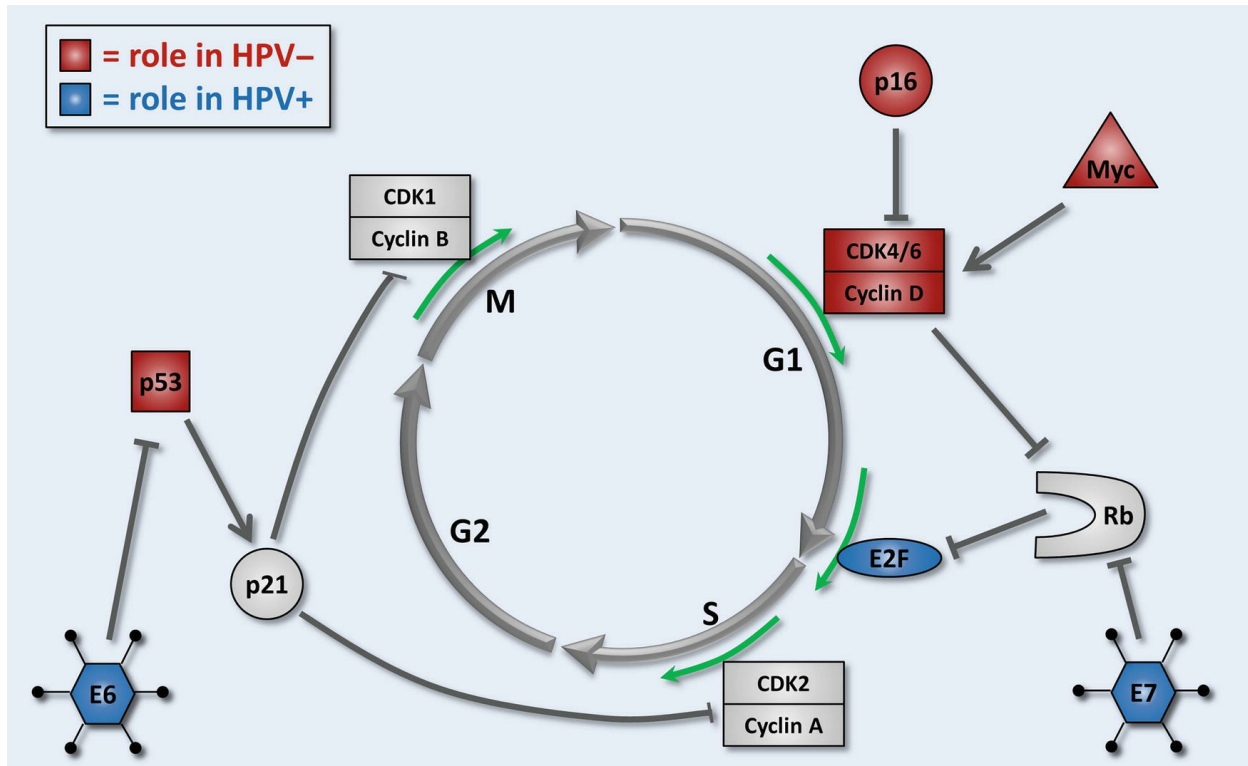 = role in HPV–
= role in HPV+
p16
Myc
CDK1
Cyclin B
CDK4/6
Cyclin D
M
G1
p53
G2
Rb
E2F
p21
S
E6
CDK2
Cyclin A
E7